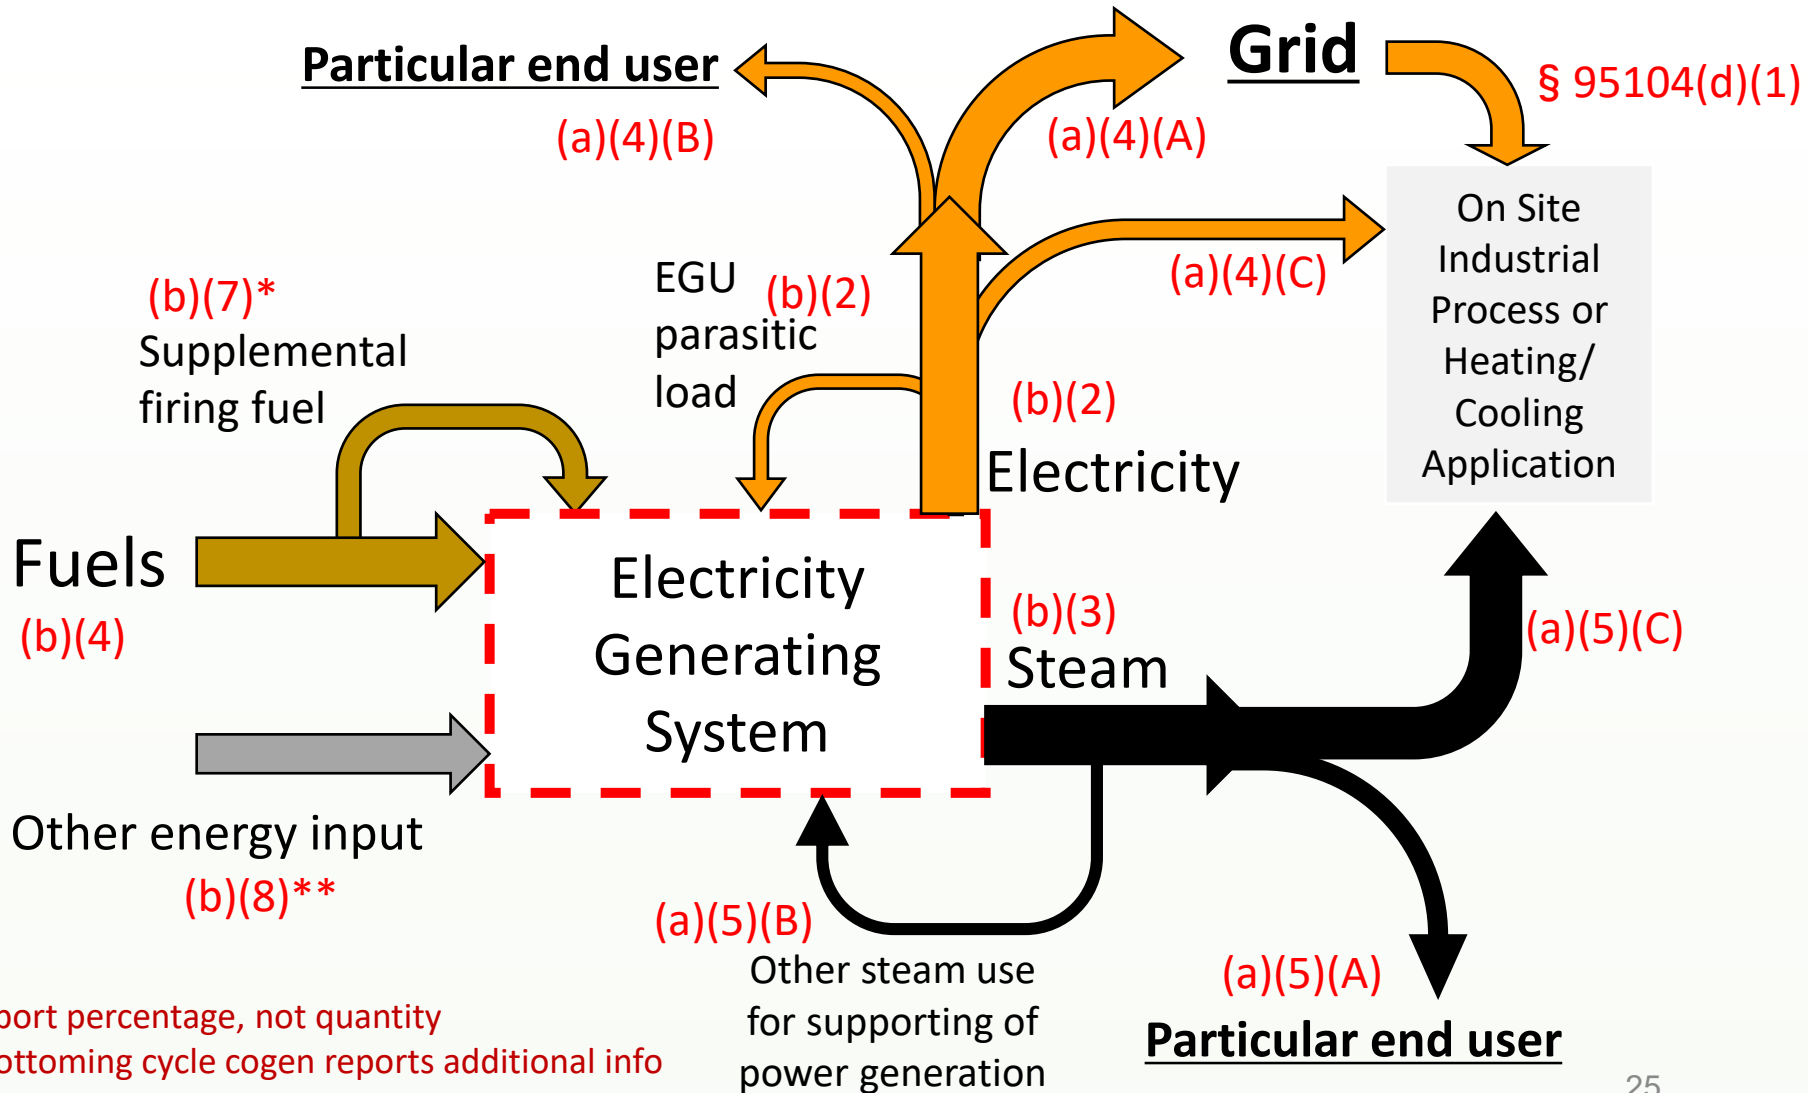 Particular end user
(a)(4)(B)
Grid
§ 95104(d)(1)
(a)(4)(A)
(a)(4)(C)
On Site
Industrial
Process or
Heating/
Cooling
Application
(b)(7)*
Supplemental
firing fuel
EGU
parasitic
load
(b)(2)
(b)(2)
Electricity
Fuels
(b)(4)
Electricity
Generating
System
(b)(3)
Steam
(a)(5)(C)
Other energy input
(b)(8)**
(a)(5)(B)
Other steam use
for supporting of
power generation
(a)(5)(A)
Particular end user
percentage, not quantity
cycle cogen reports additional info
25